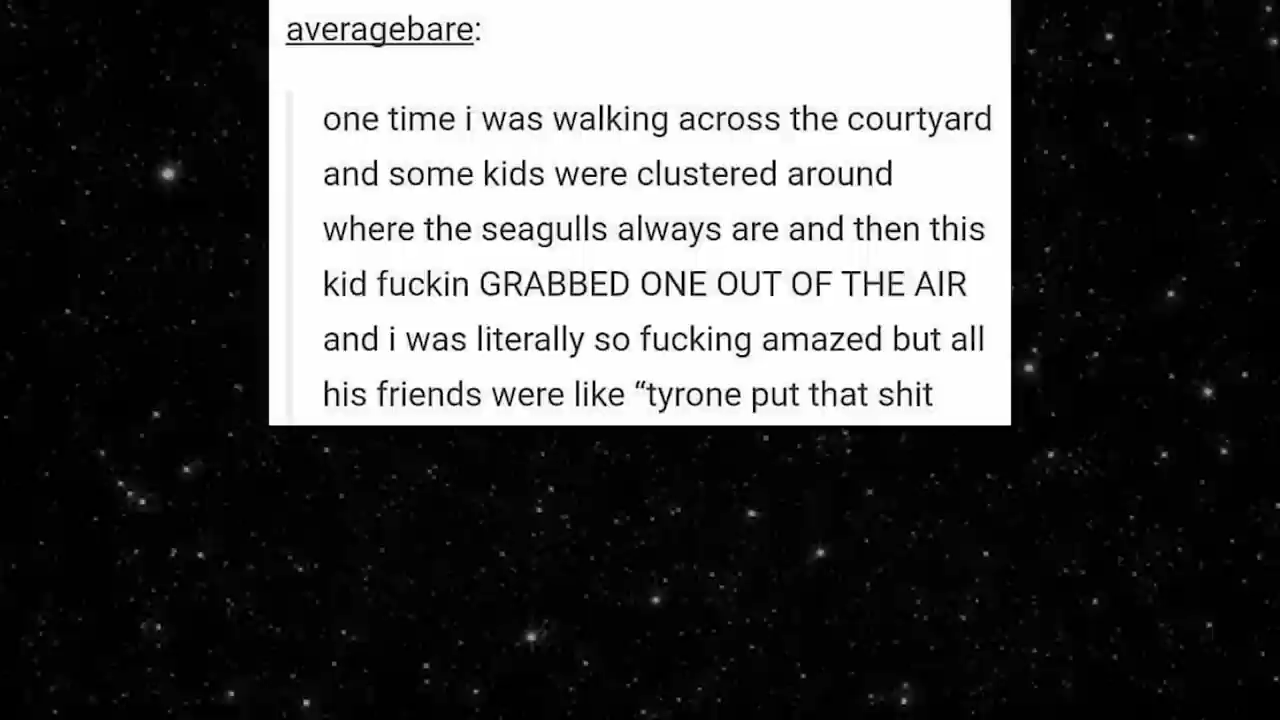 averagebare:
one time i was walking across the courtyard
and some kids were clustered around
where the seagulls always are and then this
kid fuckin GRABBED ONE OUT OF THE AIR
and i was literally so fucking amazed but all
his friends were like “tyrone put that shit